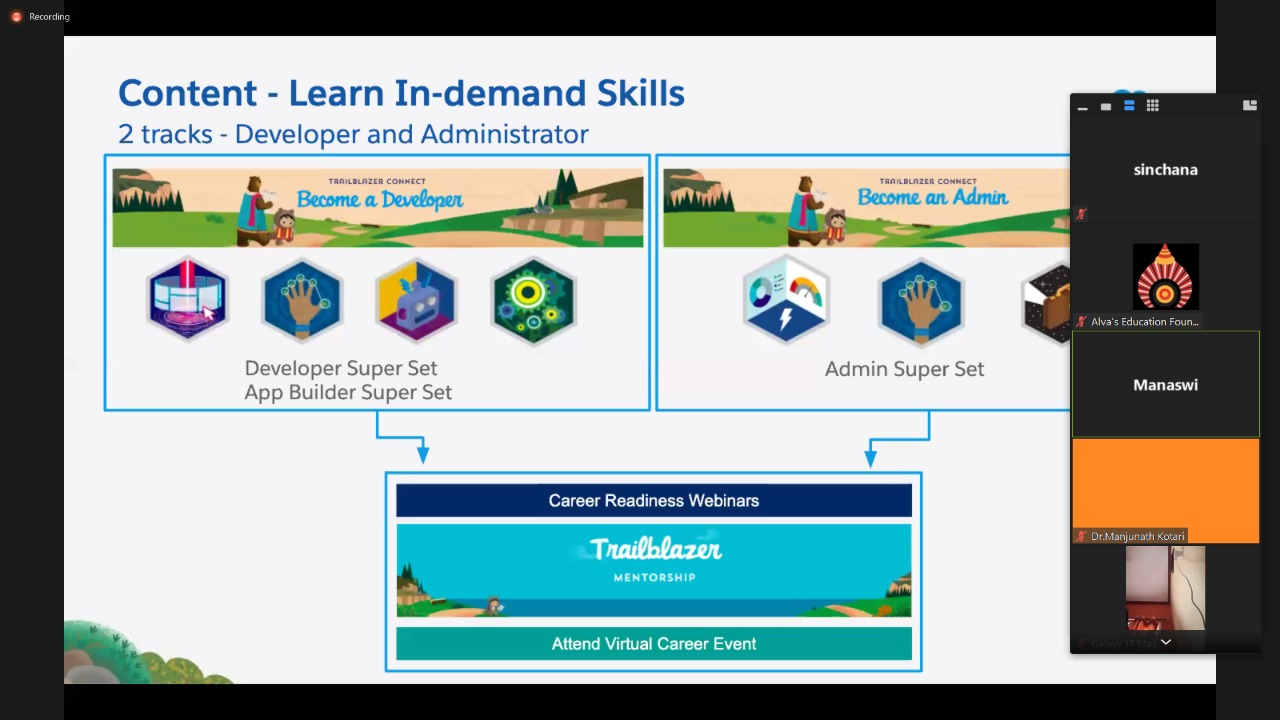 Recording
Content - Learn In-demand Skills
2 tracks - Developer and Administrator
TRAILBLAZER CONNECT
Become a Developer
TRAILBLAZER CONNECT
Become an Admin
Developer Super Set
App Builder Super Set
Admin Super Set
Career Readiness Webinars
Trailblazer
MENTORSHIP
Attend Virtual Career Event
sinchana
Alva's Education Foun...
Manaswi
Dr.Manjunath Kotari